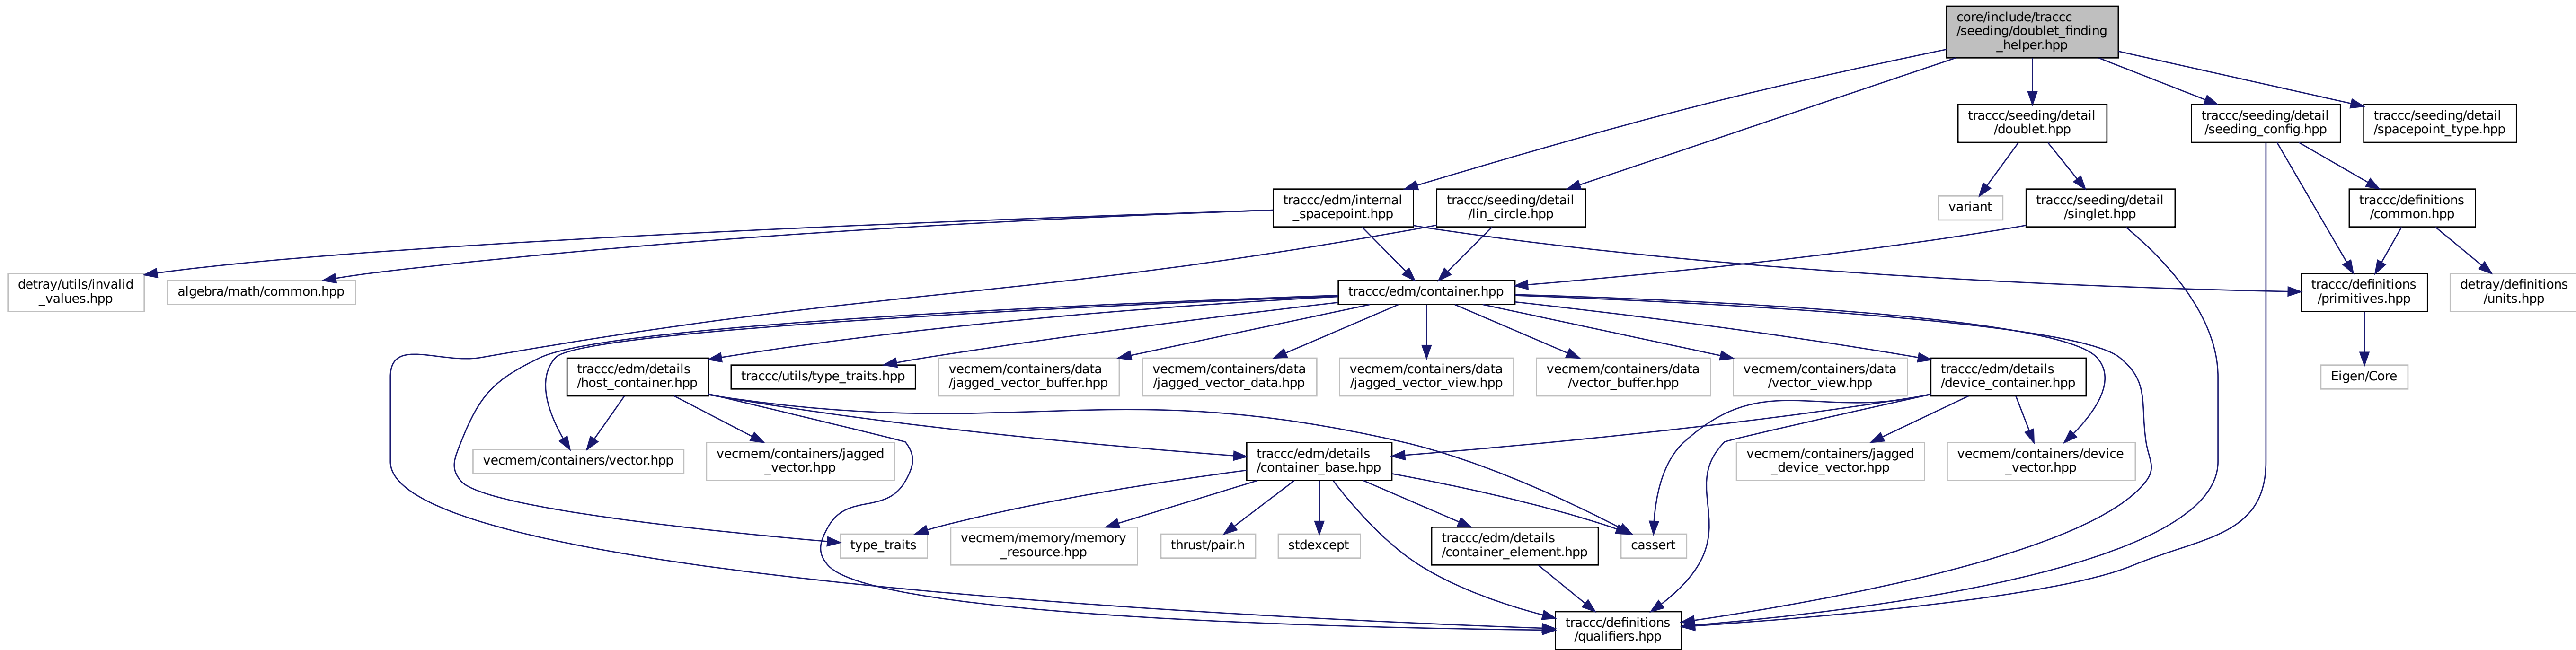 core/include/traccc
/seeding/doublet_finding
_helper.hpp
traccc/seeding/detail
/doublet.hpp
traccc/seeding/detail
/seeding_config.hpp
traccc/seeding/detail
/spacepoint_type.hpp
traccc/edm/internal
_spacepoint.hpp
traccc/seeding/detail
/lin_circle.hpp
variant
traccc/seeding/detail
/singlet.hpp
traccc/definitions
/common.hpp
detray/utils/invalid
_values.hpp
algebra/math/common.hpp
traccc/edm/container.hpp
traccc/definitions
/primitives.hpp
detray/definitions
/units.hpp
traccc/edm/details
/host_container.hpp
traccc/utils/type_traits.hpp
vecmem/containers/data
/jagged_vector_buffer.hpp
vecmem/containers/data
/jagged_vector_data.hpp
vecmem/containers/data
/jagged_vector_view.hpp
vecmem/containers/data
/vector_buffer.hpp
vecmem/containers/data
/vector_view.hpp
traccc/edm/details
/device_container.hpp
Eigen/Core
vecmem/containers/vector.hpp
vecmem/containers/jagged
_vector.hpp
traccc/edm/details
/container_base.hpp
vecmem/containers/jagged
_device_vector.hpp
vecmem/containers/device
_vector.hpp
type_traits
vecmem/memory/memory
_resource.hpp
thrust/pair.h
stdexcept
traccc/edm/details
/container_element.hpp
cassert
traccc/definitions
/qualifiers.hpp